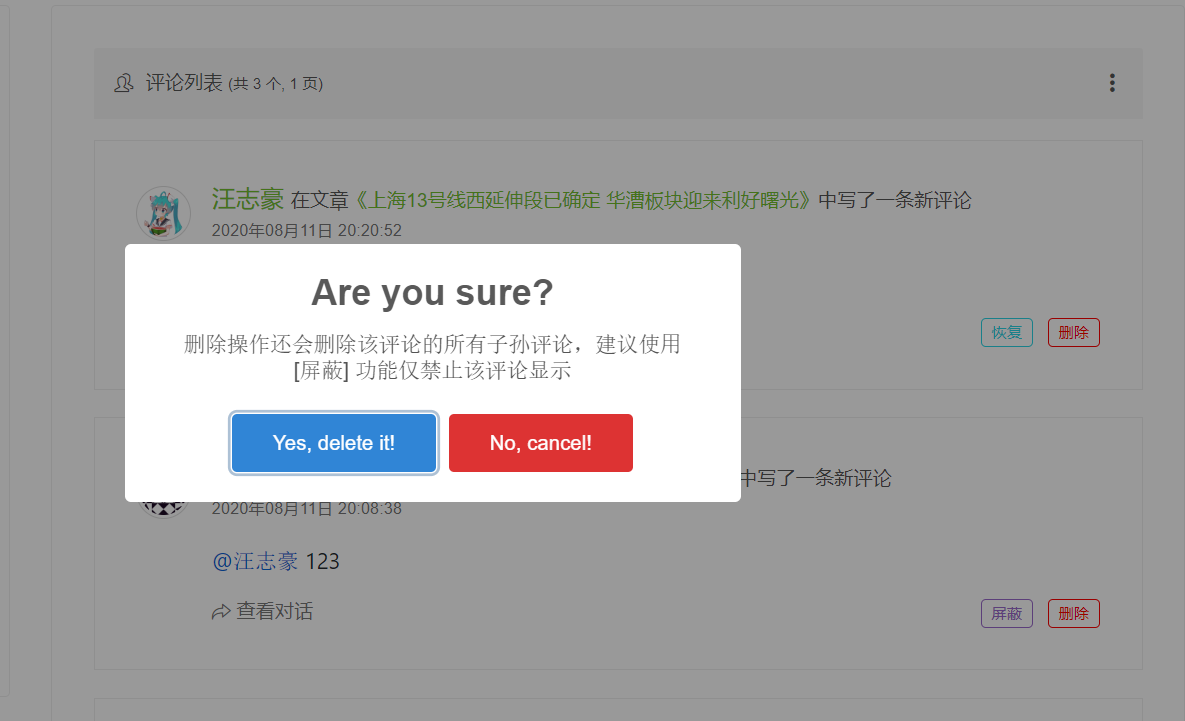 评论列表 (共 3 个, 1 页)
汪志豪 在文章《上海13号线西延伸段已确定 华漕板块迎来利好曙光》中写了一条新评论
2020年08月11日 20:20:52
恢复 删除
Are you sure?
删除操作还会删除该评论的所有子孙评论，建议使用
[屏蔽] 功能仅禁止该评论显示
Yes, delete it! No, cancel!
中写了一条新评论
2020年08月11日 20:08:38
@汪志豪 123
查看对话
屏蔽 删除